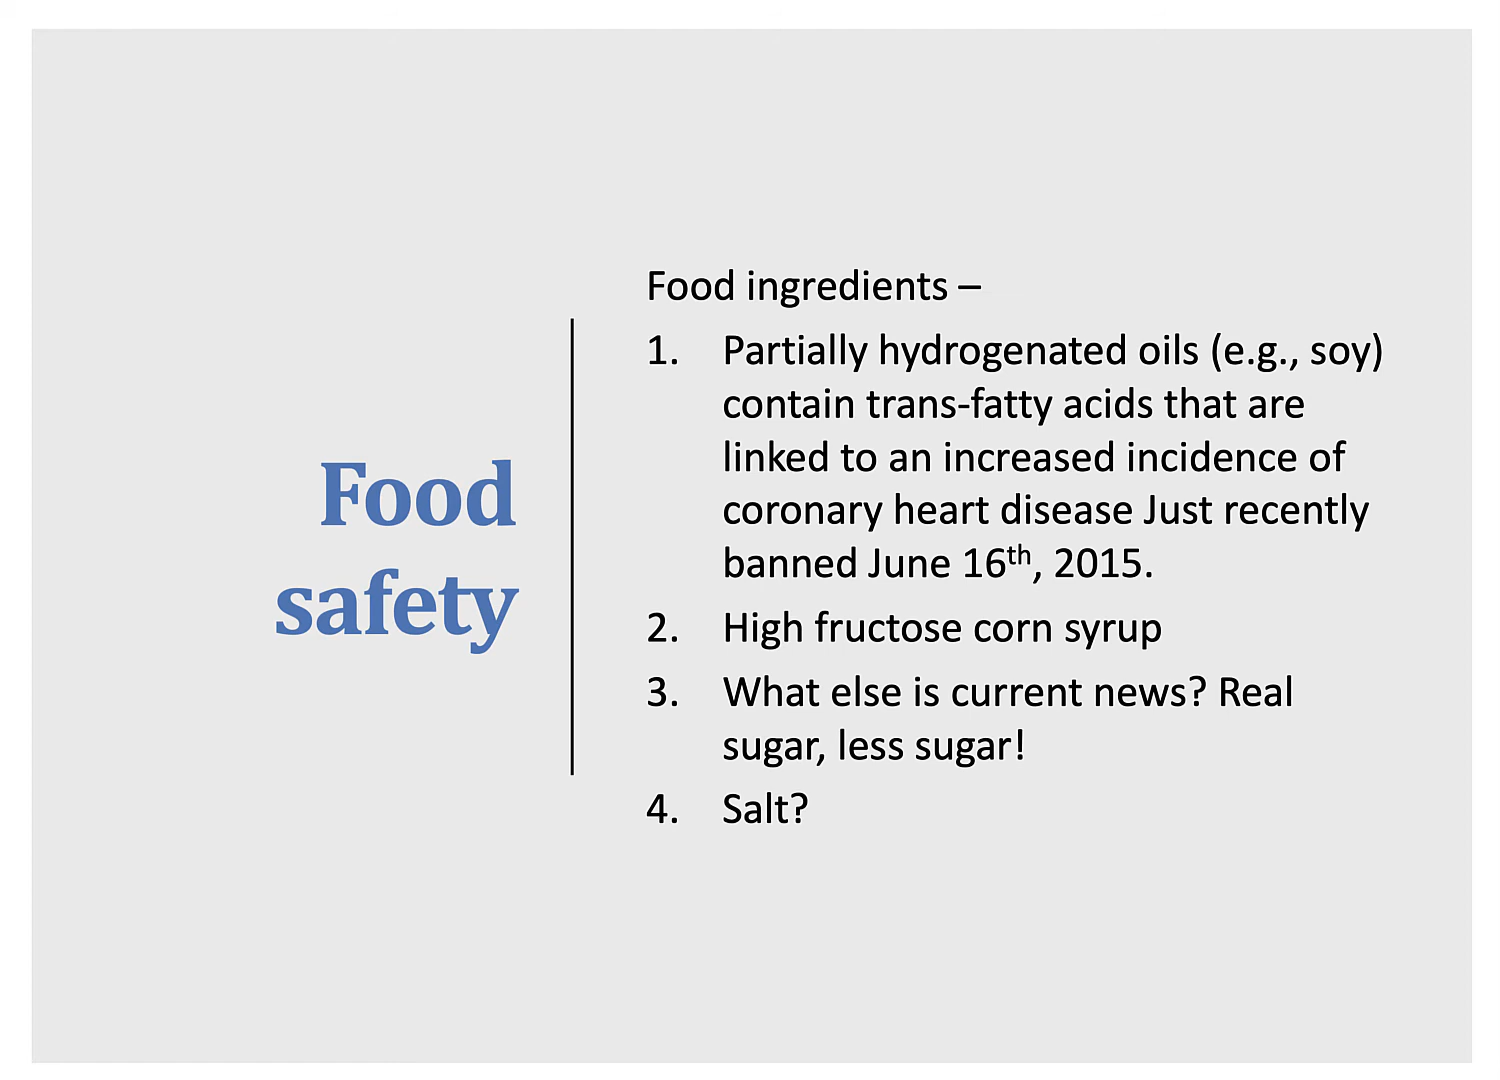 Food
safety
Food ingredients –
1. Partially hydrogenated oils (e.g., soy)
contain trans-fatty acids that are
linked to an increased incidence of
coronary heart disease Just recently
banned June 16th, 2015.
2. High fructose corn syrup
3. What else is current news? Real
sugar, less sugar!
4. Salt?